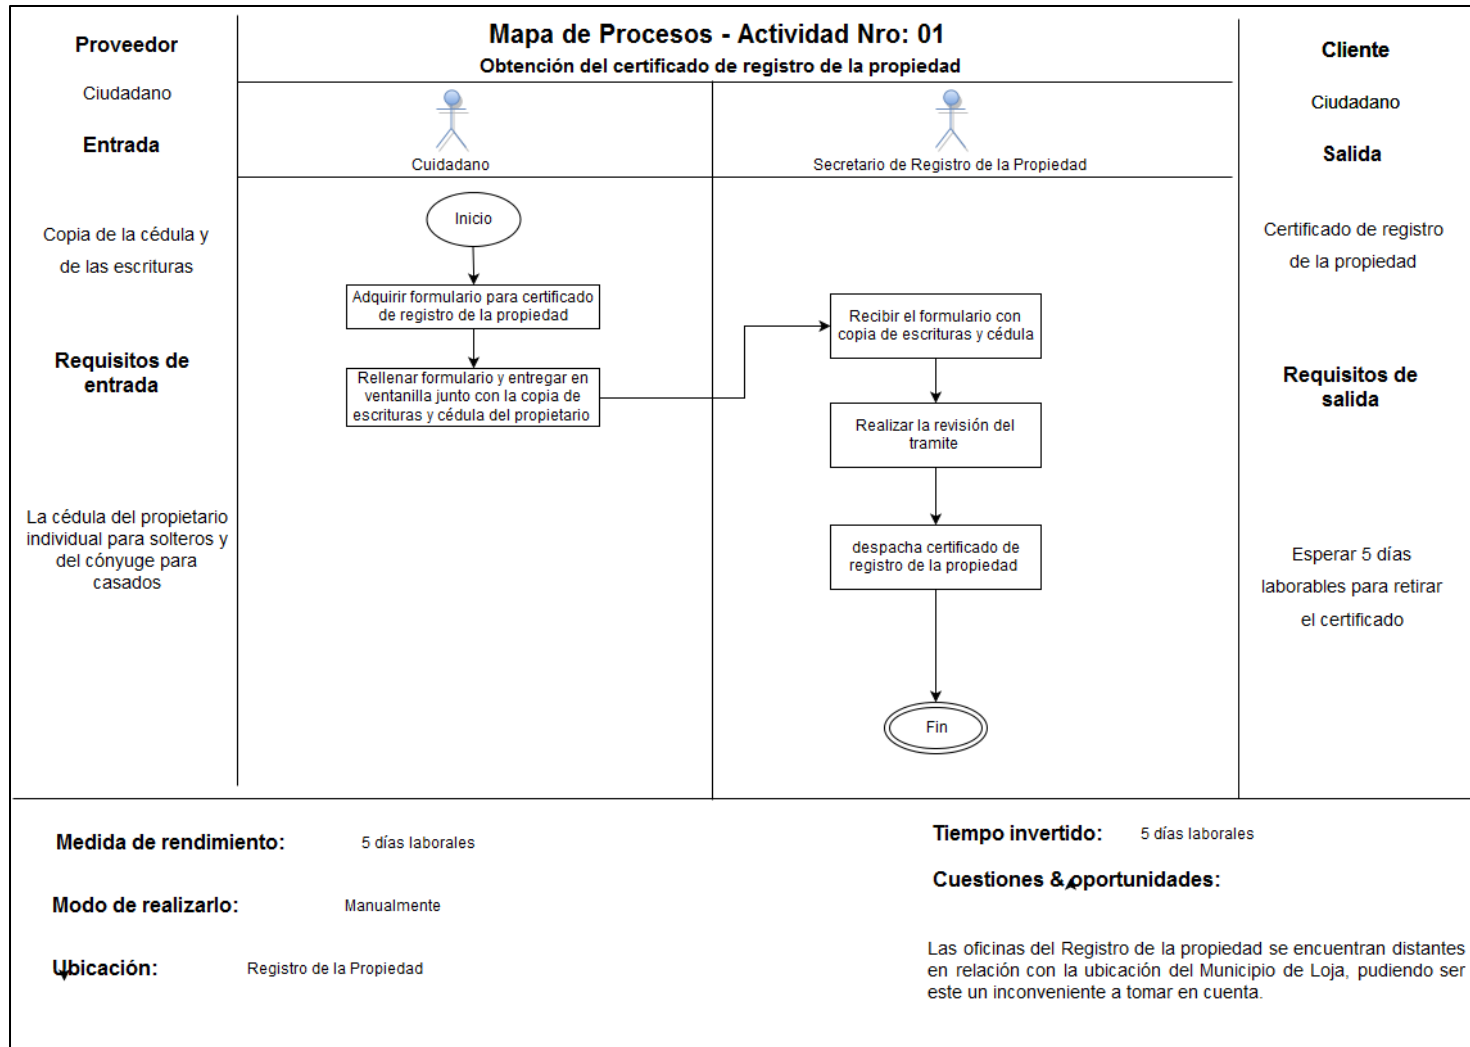 Mapa de Procesos - Actividad Nro: 01
Obtención del certificado de registro de la propiedad
Proveedor
Ciudadano
Entrada
Copia de la cédula y
de las escrituras
Requisitos de
entrada
La cédula del propietario
individual para solteros y
del cónyuge para
casados
Cuidadano
Inicio
Adquirir formulario para certificado
de registro de la propiedad
Rellenar formulario y entregar en
ventanilla junto con la copia de
escrituras y cédula del propietario
Secretario de Registro de la Propiedad
Recibir el formulario con
copia de escrituras y cédula
Realizar la revisión del
tramite
despacha certificado de
registro de la propiedad
Fin
Cliente
Ciudadano
Salida
Certificado de registro
de la propiedad
Requisitos de
salida
Esperar 5 días
laborables para retirar
el certificado
Medida de rendimiento: 5 días laborales
Modo de realizarlo: Manualmente
Ubicación: Registro de la Propiedad
Tiempo invertido: 5 días laborales
Cuestiones & oportunidades:
Las oficinas del Registro de la propiedad se encuentran distantes
en relación con la ubicación del Municipio de Loja, pudiendo ser
este un inconveniente a tomar en cuenta.